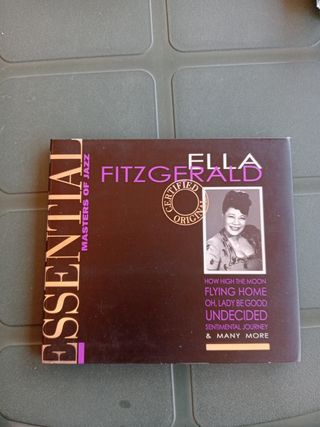 ESSENTIAL
MASTERS OF JAZZ
ELLA
FITZGERALD
CERTIFIED
ORIGINAL
HOW HIGH THE MOON
FLYING HOME
OH, LADY BE GOOD
UNDECIDED
SENTIMENTAL JOURNEY
& MANY MORE